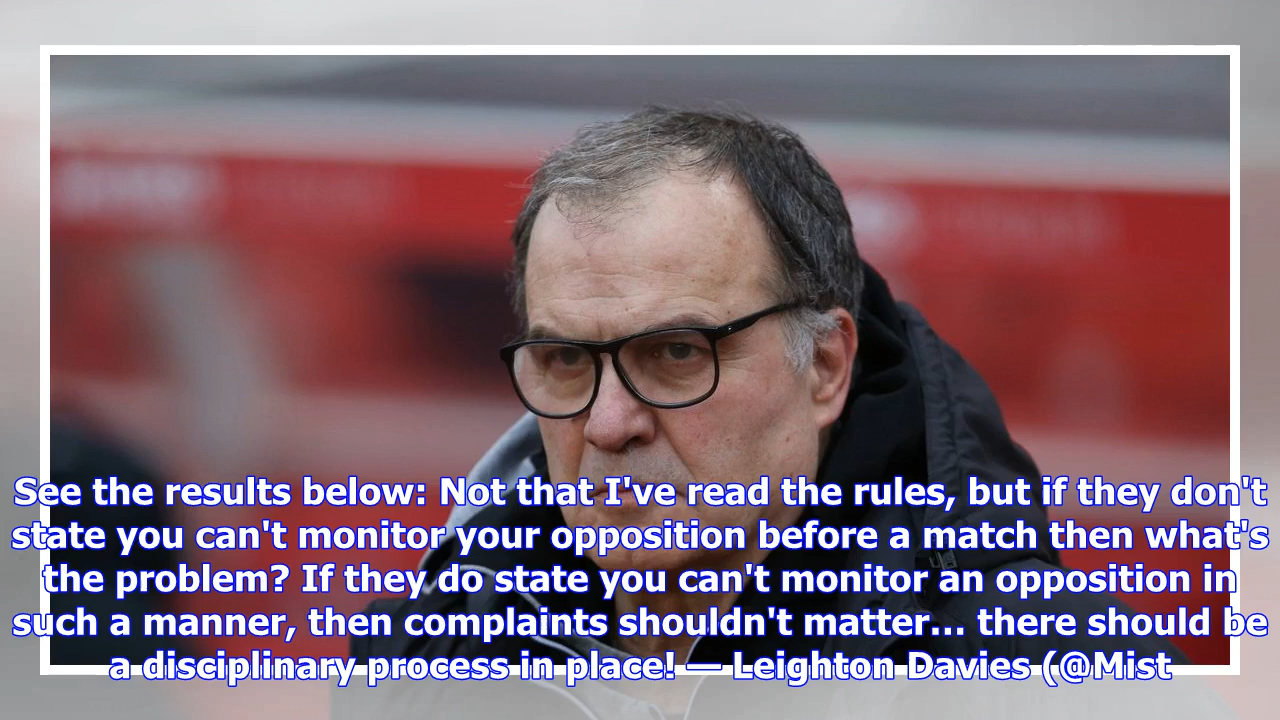 See the results below: Not that I've read the rules, but if they don't
state you can't monitor your opposition before a match then what's
the problem? If they do state you can't monitor an opposition in
such a manner, then complaints shouldn't matter... there should be
a disciplinary process in place! — Leighton Davies (@Mist